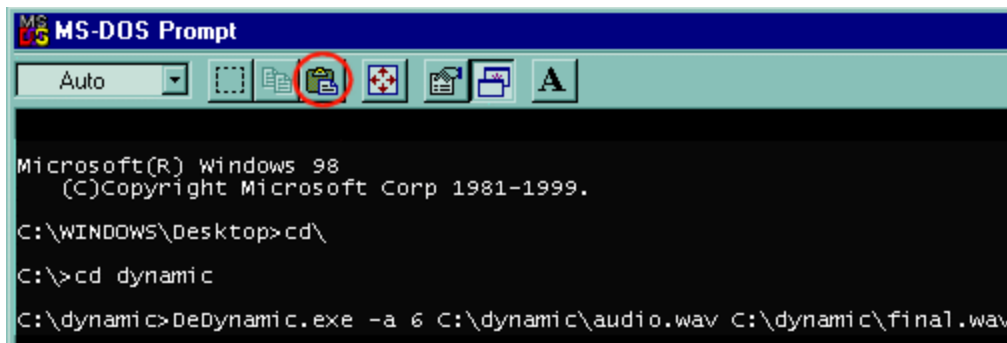 MS-DOS Prompt
Auto A
Microsoft(R) Windows 98
(C)Copyright Microsoft Corp 1981-1999.
C:\WINDOWS\Desktop>cd\
C:\>cd dynamic
C:\dynamic>DeDynamic.exe -a 6 C:\dynamic\audio.wav C:\dynamic\final.wav